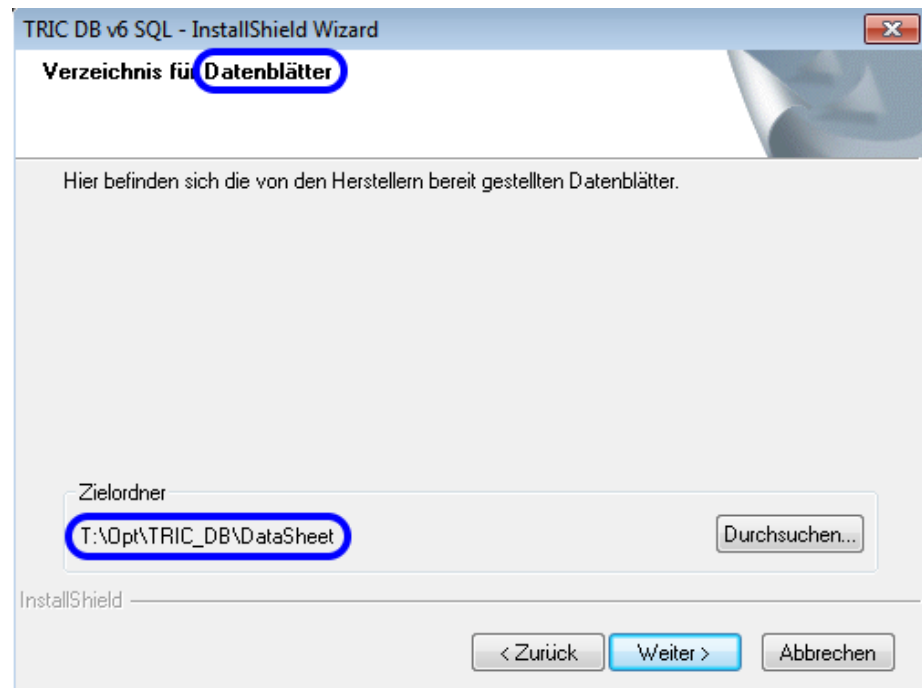 TRIC DB v6 SQL - InstallShield Wizard
Verzeichnis für Datenblätter
Hier befinden sich die von den Herstellern bereit gestellten Datenblätter.
Zielordner
T:\Opt\TRIC_DB\DataSheet
Durchsuchen...
InstallShield
< Zurück
Weiter >
Abbrechen